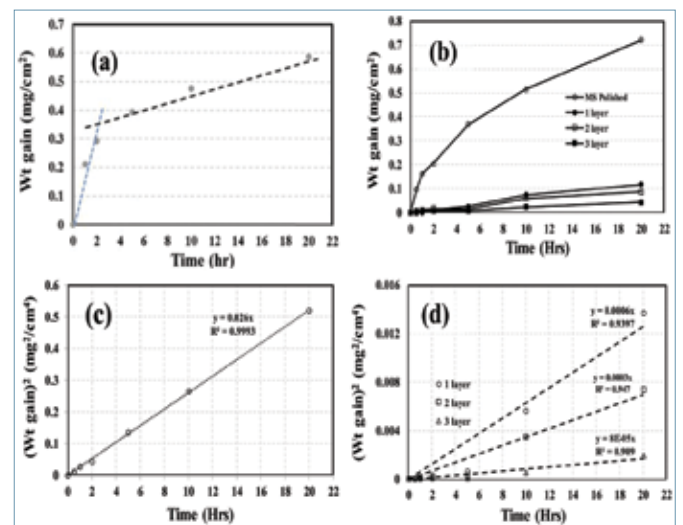 (a)
Wt gain (mg/cm²)
0.7
0.6
0.5
0.4
0.3
0.2
0.1
0
0 2 4 6 8 10 12 14 16 18 20 22
Time (hr)
(b)
Wt gain (mg/cm²)
0.8
0.7
0.6
0.5
0.4
0.3
0.2
0.1
0
MS Polished
1 layer
2 layer
3 layer
0 2 4 6 8 10 12 14 16 18 20 22
Time (Hrs)
(c)
(Wt gain)² (mg²/cm⁴)
0.6
0.5
0.4
0.3
0.2
0.1
0
y = 0.026x
R² = 0.9993
0 2 4 6 8 10 12 14 16 18 20 22
Time (Hrs)
(d)
(Wt gain)² (mg²/cm⁴)
0.016
0.012
0.008
0.004
0
y = 0.0006x
R² = 0.9397
1 layer
2 layer
3 layer
R² = 0.947
y = 8E-05x
R² = 0.909
0 2 4 6 8 10 12 14 16 18 20 22
Time (Hrs)